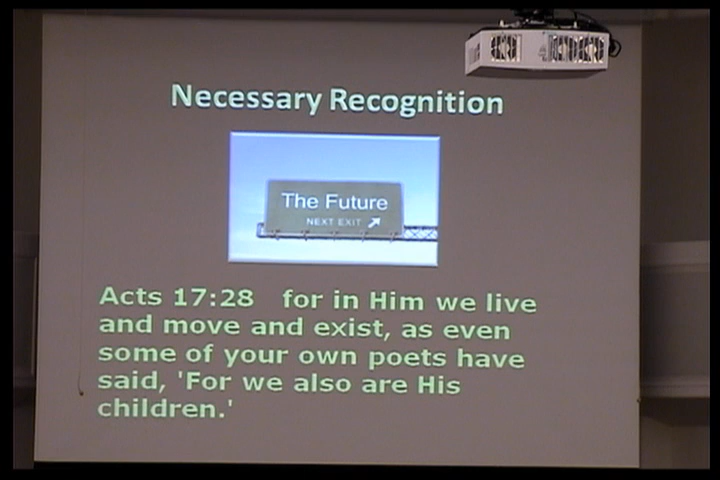 Necessary Recognition
The Future
NEXT EXIT
Acts 17:28 for in Him we live
and move and exist, as even
some of your own poets have
said, 'For we also are His
children.'